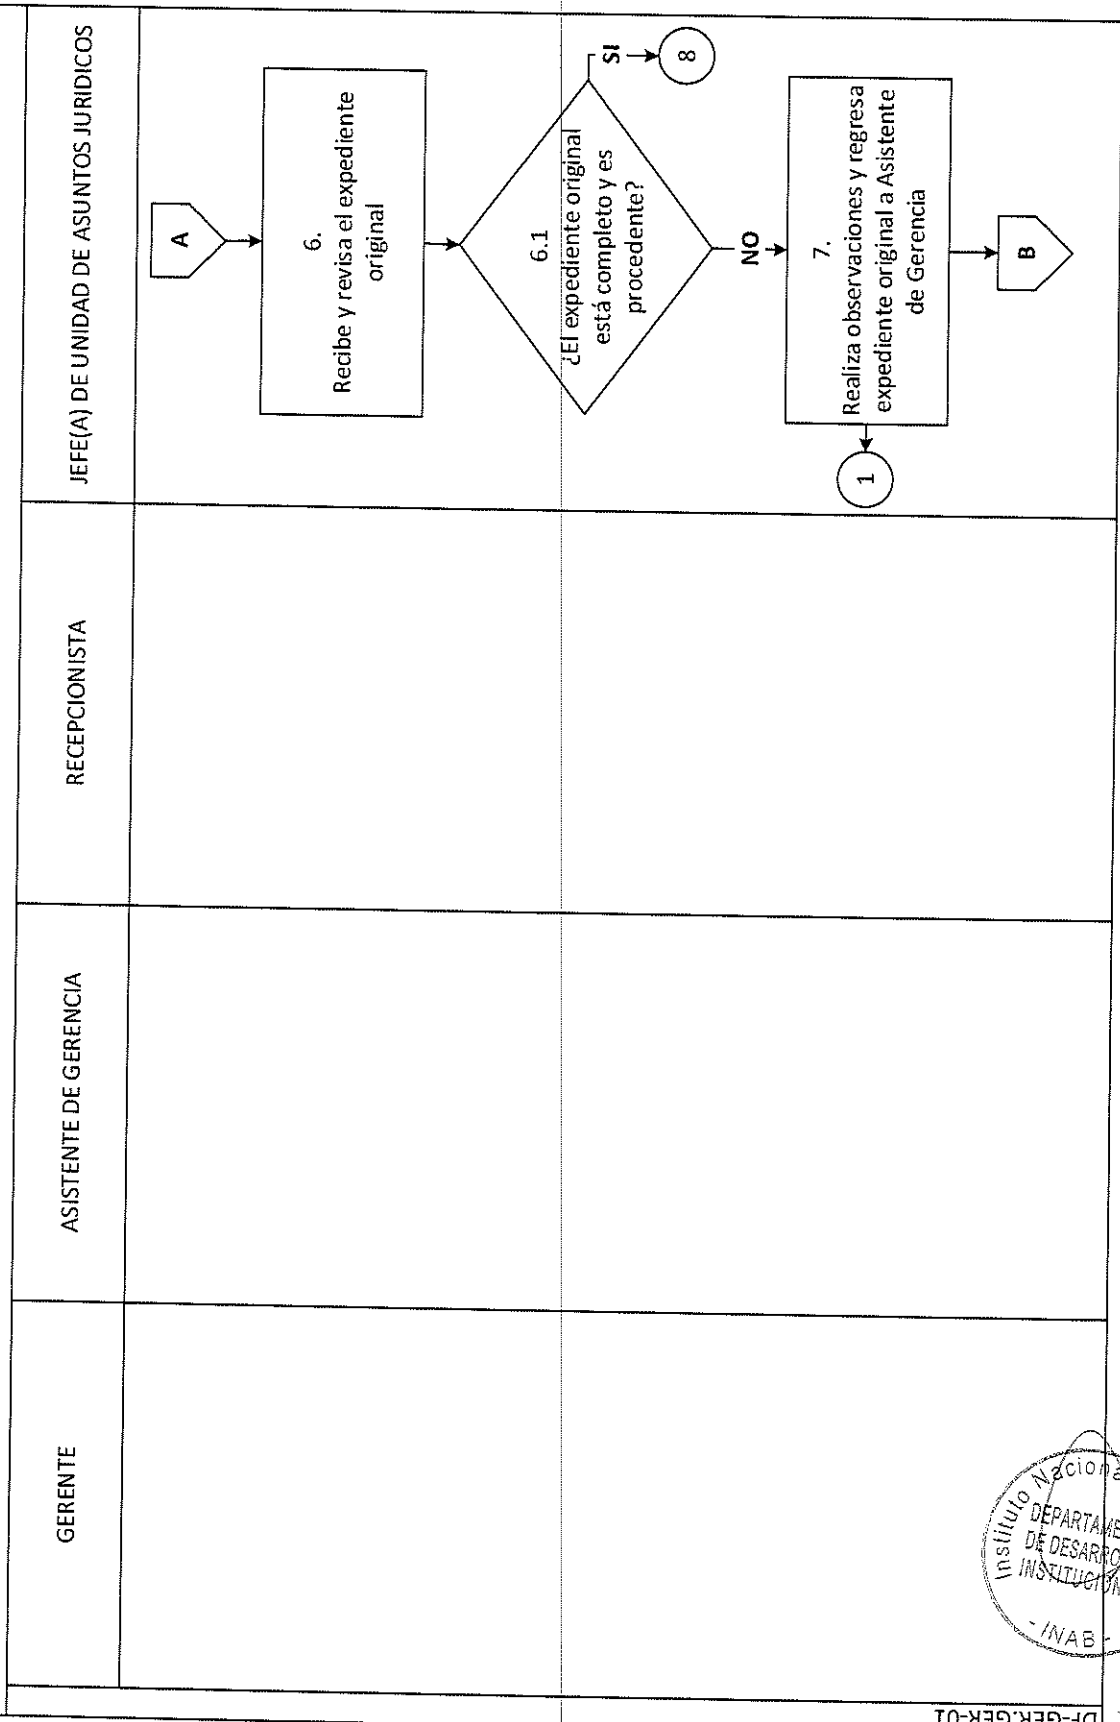 GERENTE
ASISTENTE DE GERENCIA
RECEPCIONISTA
JEFE(A) DE UNIDAD DE ASUNTOS JURIDICOS
A
6.
Recibe y revisa el expediente
original
6.1
¿El expediente original
está completo y es
procedente?
SI
8
NO
7.
Realiza observaciones y regresa
expediente original a Asistente
de Gerencia
1
B
Instituto Naciona
DEPARTAME
DE DESARRO
INSTITUCION
- INAB -
DF-GER.GER-01